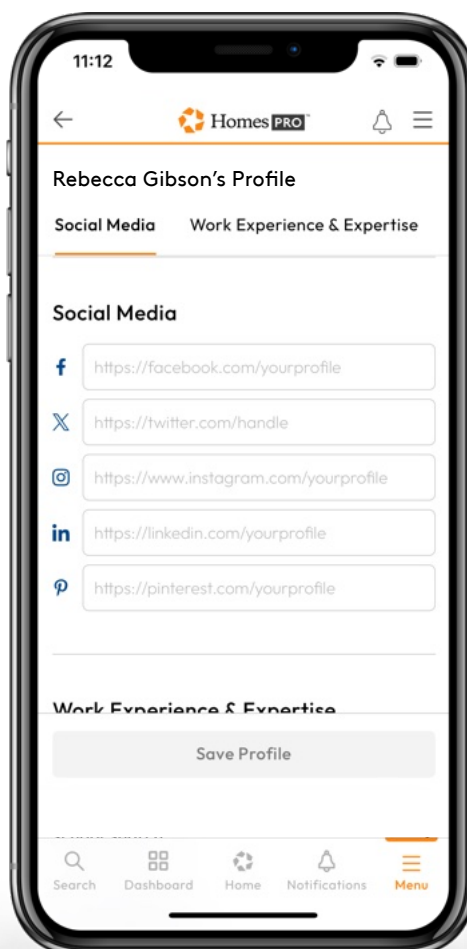 11:12
Homes PRO™
Rebecca Gibson's Profile
Social Media Work Experience & Expertise
Social Media
https://facebook.com/yourprofile
https://twitter.com/handle
https://www.instagram.com/yourprofile
in https://linkedin.com/yourprofile
https://pinterest.com/yourprofile
Work Experience & Expertise
Save Profile
Search Dashboard Home Notifications Menu